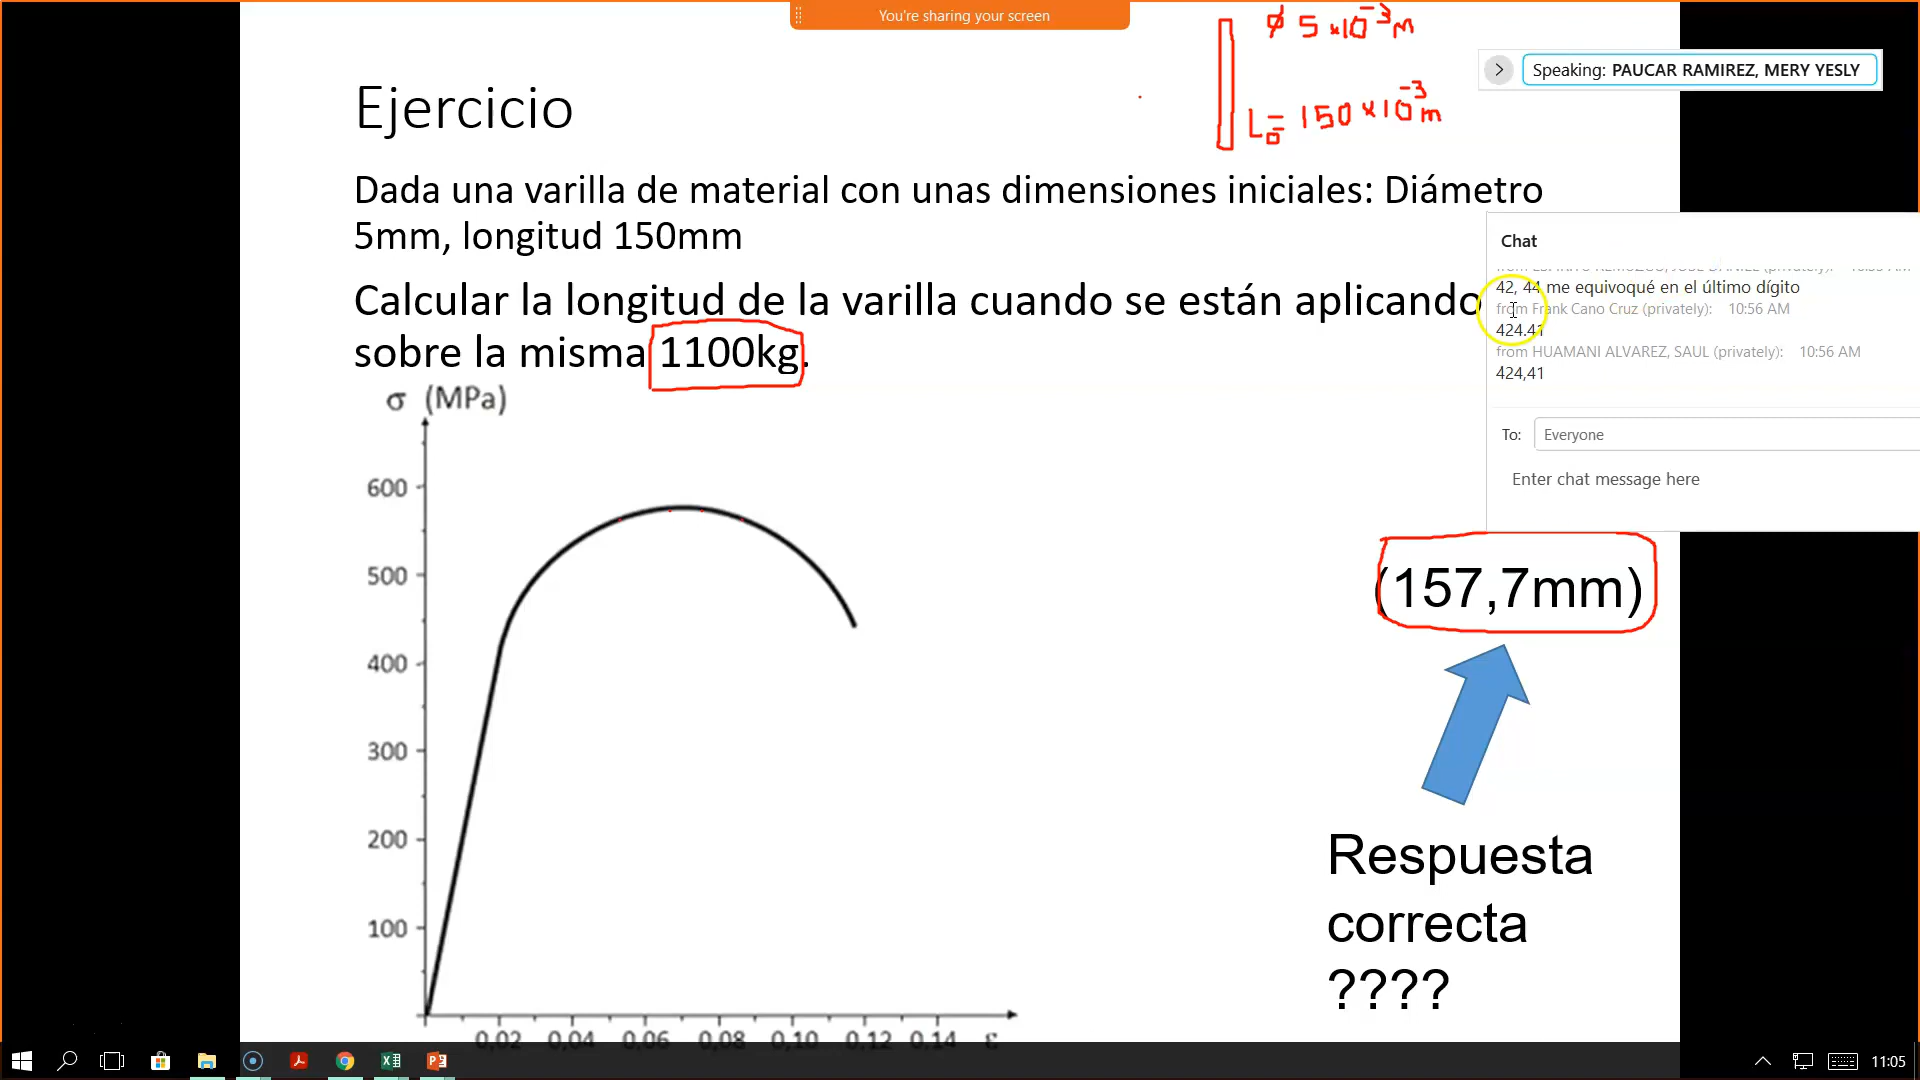 You're sharing your screen
ø 5 x10⁻³m
Speaking: PAUCAR RAMIREZ, MERY YESLY
Ejercicio
L₀= 150 x10⁻³m
Dada una varilla de material con unas dimensiones iniciales: Diámetro
5mm, longitud 150mm
Calcular la longitud de la varilla cuando se están aplicando
sobre la misma 1100kg.
Chat
42, 44 me equivoqué en el último dígito
from Frank Cano Cruz (privately): 10:56 AM
424.41
from HUAMANI ALVAREZ, SAUL (privately): 10:56 AM
424,41
To: Everyone
Enter chat message here
σ (MPa)
600
500
400
300
200
100
0,02 0,04 0,06 0,08 0,10 0,12 0,14 ε
(157,7mm)
Respuesta
correcta
????
11:05